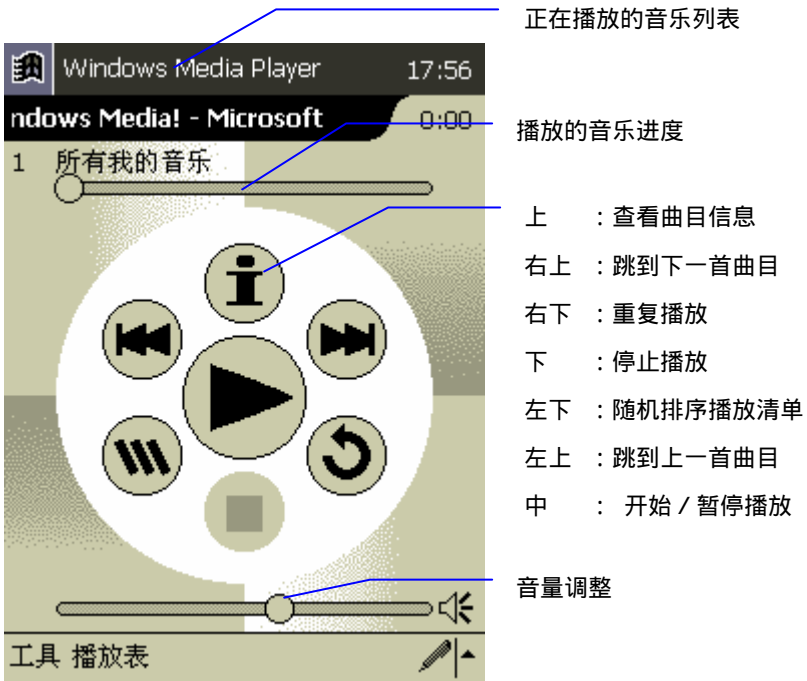 正在播放的音乐列表
Windows Media Player 17:56
ndows Media! - Microsoft 0:00
播放的音乐进度
1 所有我的音乐
上 :查看曲目信息
右上 :跳到下一首曲目
右下 :重复播放
下 :停止播放
左下 :随机排序播放清单
左上 :跳到上一首曲目
中 : 开始 / 暂停播放
音量调整
工具 播放表